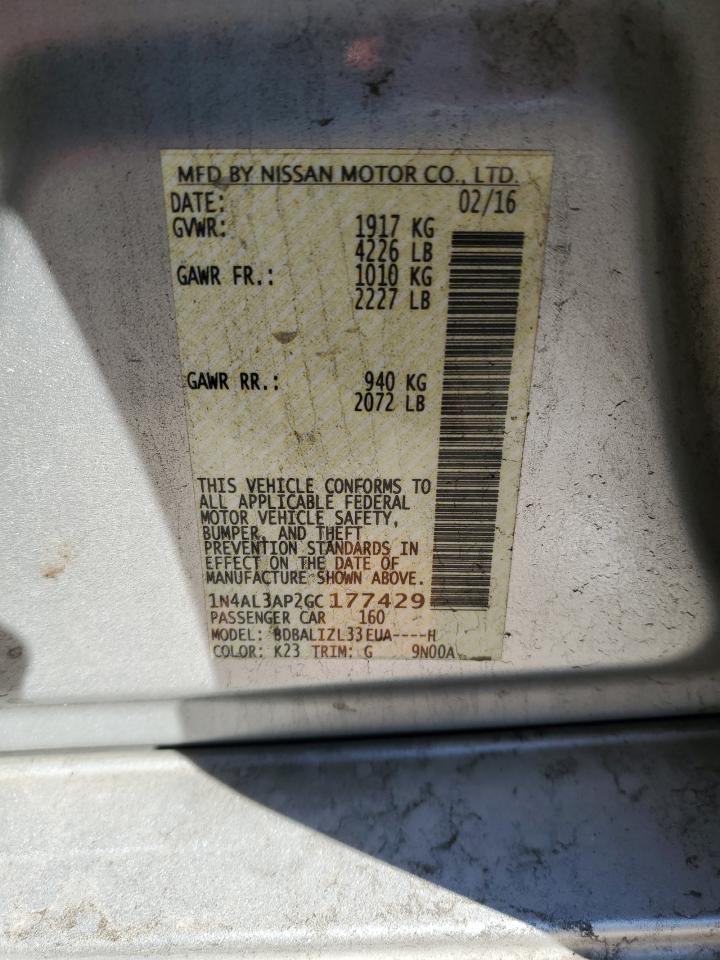 MFD BY NISSAN MOTOR CO., LTD.
DATE: 02/16
GVWR: 1917 KG
4226 LB
GAWR FR.: 1010 KG
2227 LB
GAWR RR.: 940 KG
2072 LB
THIS VEHICLE CONFORMS TO
ALL APPLICABLE FEDERAL
MOTOR VEHICLE SAFETY,
BUMPER, AND THEFT
PREVENTION STANDARDS IN
EFFECT ON THE DATE OF
MANUFACTURE SHOWN ABOVE.
1N4AL3AP2GC177429
PASSENGER CAR 160
MODEL: BDBALIZL33EUA----H
COLOR: K23 TRIM: G 9N00A